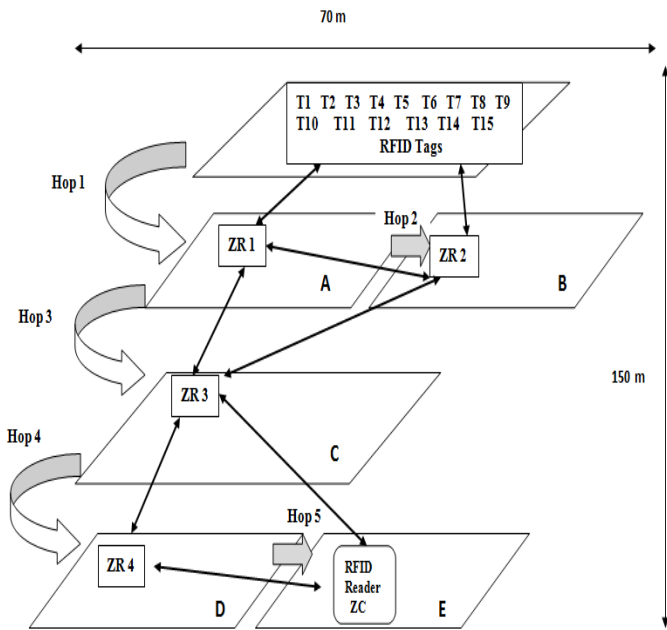 70 m
T1 T2 T3 T4 T5 T6 T7 T8 T9
T10 T11 T12 T13 T14 T15
RFID Tags
Hop 1
Hop 2
ZR 1
ZR 2
A
B
Hop 3
150 m
ZR 3
Hop 4
C
Hop 5
ZR 4
RFID
Reader
ZC
D
E